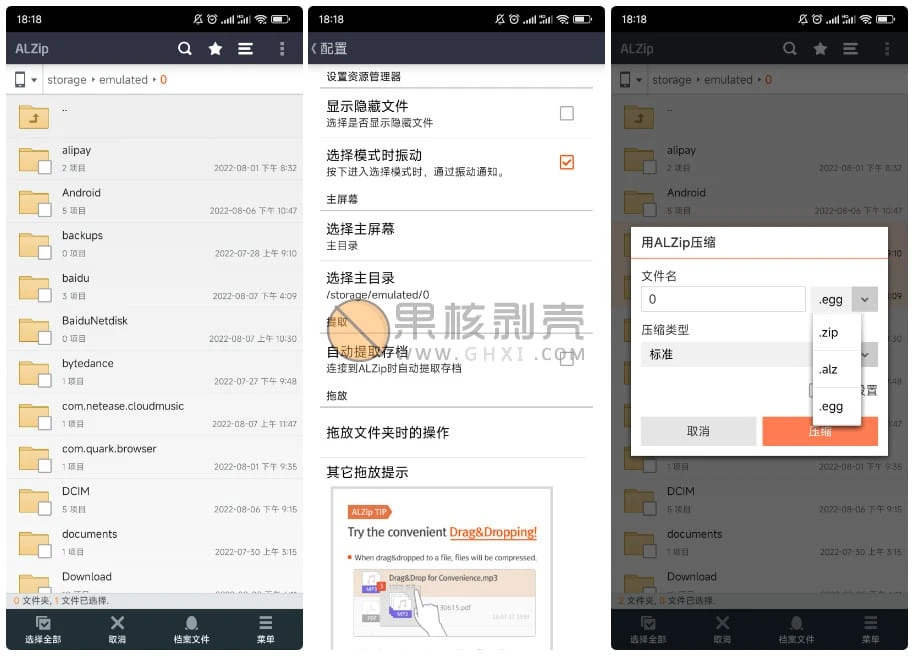 18:18
ALZip
storage ▸ emulated ▸ 0
..
alipay
2 项目
2022-08-01 下午 8:32
Android
5 项目
2022-08-06 下午 10:47
backups
0 项目
2022-07-28 晚上 9:10
baidu
3 项目
2022-08-07 下午 4:09
BaiduNetdisk
0 项目
2022-08-07 上午 10:30
bytedance
1 项目
2022-07-27 下午 9:48
com.netease.cloudmusic
1 项目
2022-08-07 上午 11:47
com.quark.browser
1 项目
2022-08-01 下午 9:35
DCIM
5 项目
2022-08-06 下午 9:15
documents
1 项目
2022-07-30 上午 3:15
Download
0 文件夹, 1 文件已选择.
选择全部
取消
档案文件
菜单
18:18
配置
设置资源管理器
显示隐藏文件
选择是否显示隐藏文件
选择模式时振动
按下进入选择模式时，通过振动通知。
主屏幕
选择主屏幕
主目录
选择主目录
/storage/emulated/0
提取
自动提取存档
连接到ALZip时自动提取存档
拖放
拖放文件夹时的操作
其它拖放提示
ALZip TIP
Try the convenient Drag&Dropping!
When drag&dropped to a file, files will be compressed.
Drag&Drop for Convenience.mp3
MP3
3
MP3
30615.pdf
PDF
果核剥壳
WWW.GHXI.COM
18:18
ALZip
storage ▸ emulated ▸ 0
..
alipay
2 项目
2022-08-01 下午 8:32
Android
5 项目
2022-08-06 下午 10:47
用ALZip压缩
文件名
0
.egg
.zip
.alz
.egg
压缩类型
标准
置
取消
压缩
1 项目
2022-08-01 下午 9:35
DCIM
5 项目
2022-08-06 下午 9:15
documents
1 项目
2022-07-30 上午 3:15
Download
2 文件夹, 0 文件已选择.
选择全部
取消
档案文件
菜单